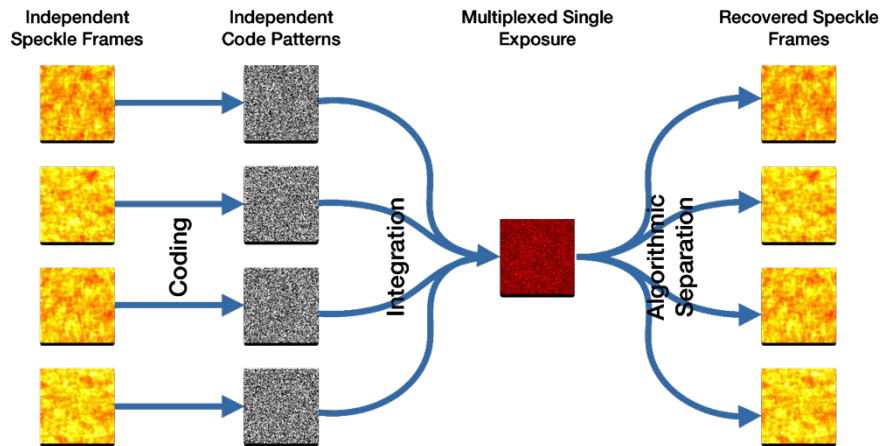 Independent
Speckle Frames
Independent
Code Patterns
Multiplexed Single
Exposure
Recovered Speckle
Frames
Coding
Integration
Algorithmic
Separation